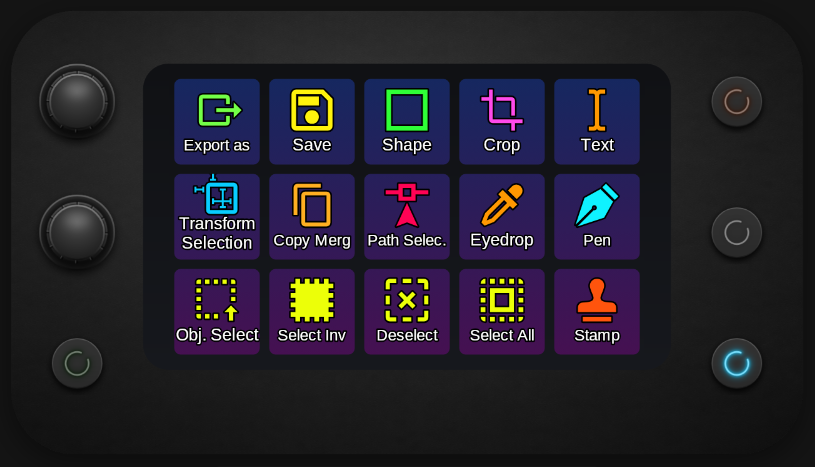 Export as
Save
Shape
Crop
Text
Transform
Selection
Copy Merg
Path Selec.
Eyedrop
Pen
Obj. Select
Select Inv
Deselect
Select All
Stamp